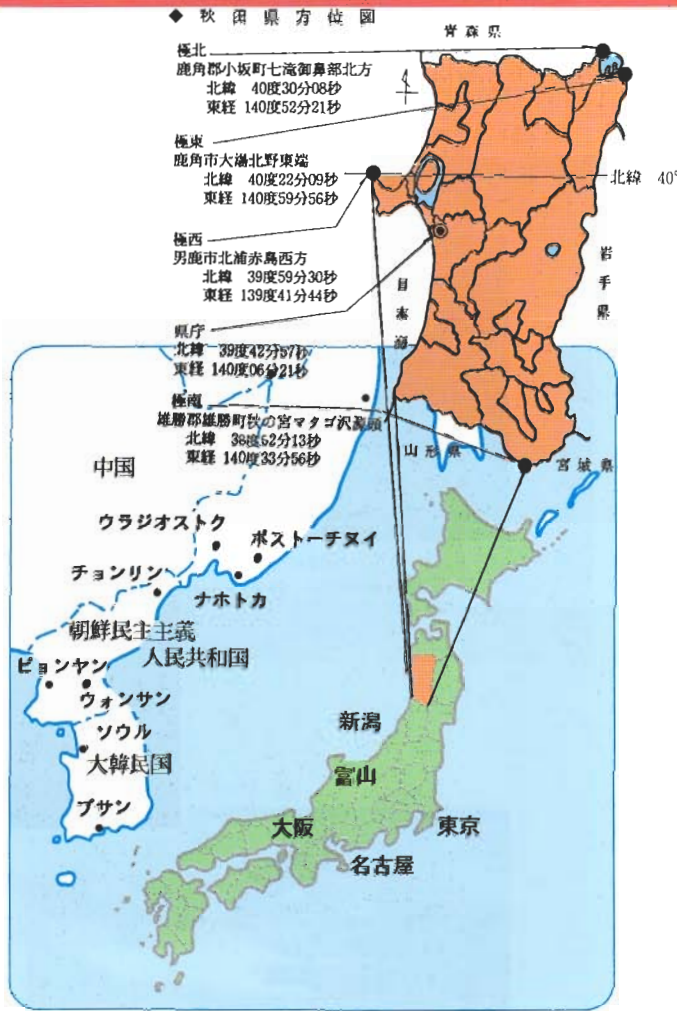 ◆ 秋田県方位図
青森県
極北
鹿角郡小坂町七滝御鼻部北方
北緯 40度30分08秒
東経 140度52分21秒
極東
鹿角市大湯北野東端
北緯 40度22分09秒
東経 140度59分56秒
北緯 40°
極西
男鹿市北浦赤島西方
北緯 39度59分30秒
東経 139度41分44秒
日本海
岩手県
県庁
北緯 39度42分57秒
東経 140度06分21秒
極南
雄勝郡雄勝町秋の宮マタゴ沢源頭
北緯 38度52分13秒
東経 140度33分56秒
山形県
宮城県
中国
ウラジオストク
ボストーチヌイ
チョンリン
ナホトカ
朝鮮民主主義
人民共和国
ピョンヤン
ウォンサン
ソウル
大韓民国
プサン
新潟
富山
大阪
東京
名古屋